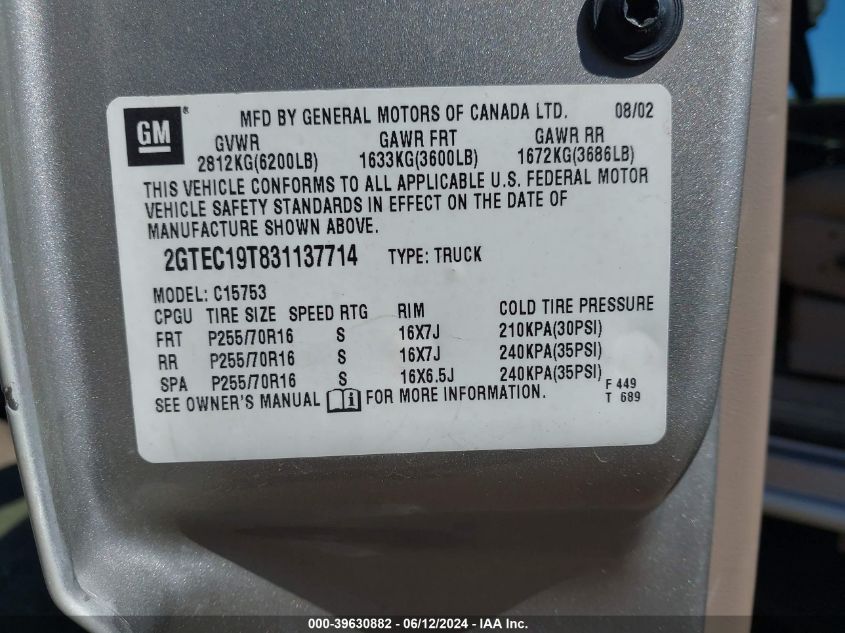 GM ® MFD BY GENERAL MOTORS OF CANADA LTD. 08/02
GVWR GAWR FRT GAWR RR
2812KG(6200LB) 1633KG(3600LB) 1672KG(3686LB)
THIS VEHICLE CONFORMS TO ALL APPLICABLE U.S. FEDERAL MOTOR
VEHICLE SAFETY STANDARDS IN EFFECT ON THE DATE OF
MANUFACTURE SHOWN ABOVE.
2GTEC19T831137714 TYPE: TRUCK
MODEL: C15753
CPGU TIRE SIZE SPEED RTG RIM COLD TIRE PRESSURE
FRT P255/70R16 S 16X7J 210KPA(30PSI)
RR P255/70R16 S 16X7J 240KPA(35PSI)
SPA P255/70R16 S 16X6.5J 240KPA(35PSI)
SEE OWNER'S MANUAL i FOR MORE INFORMATION.
F 449
T 689
000-39630882 - 06/12/2024 - IAA Inc.